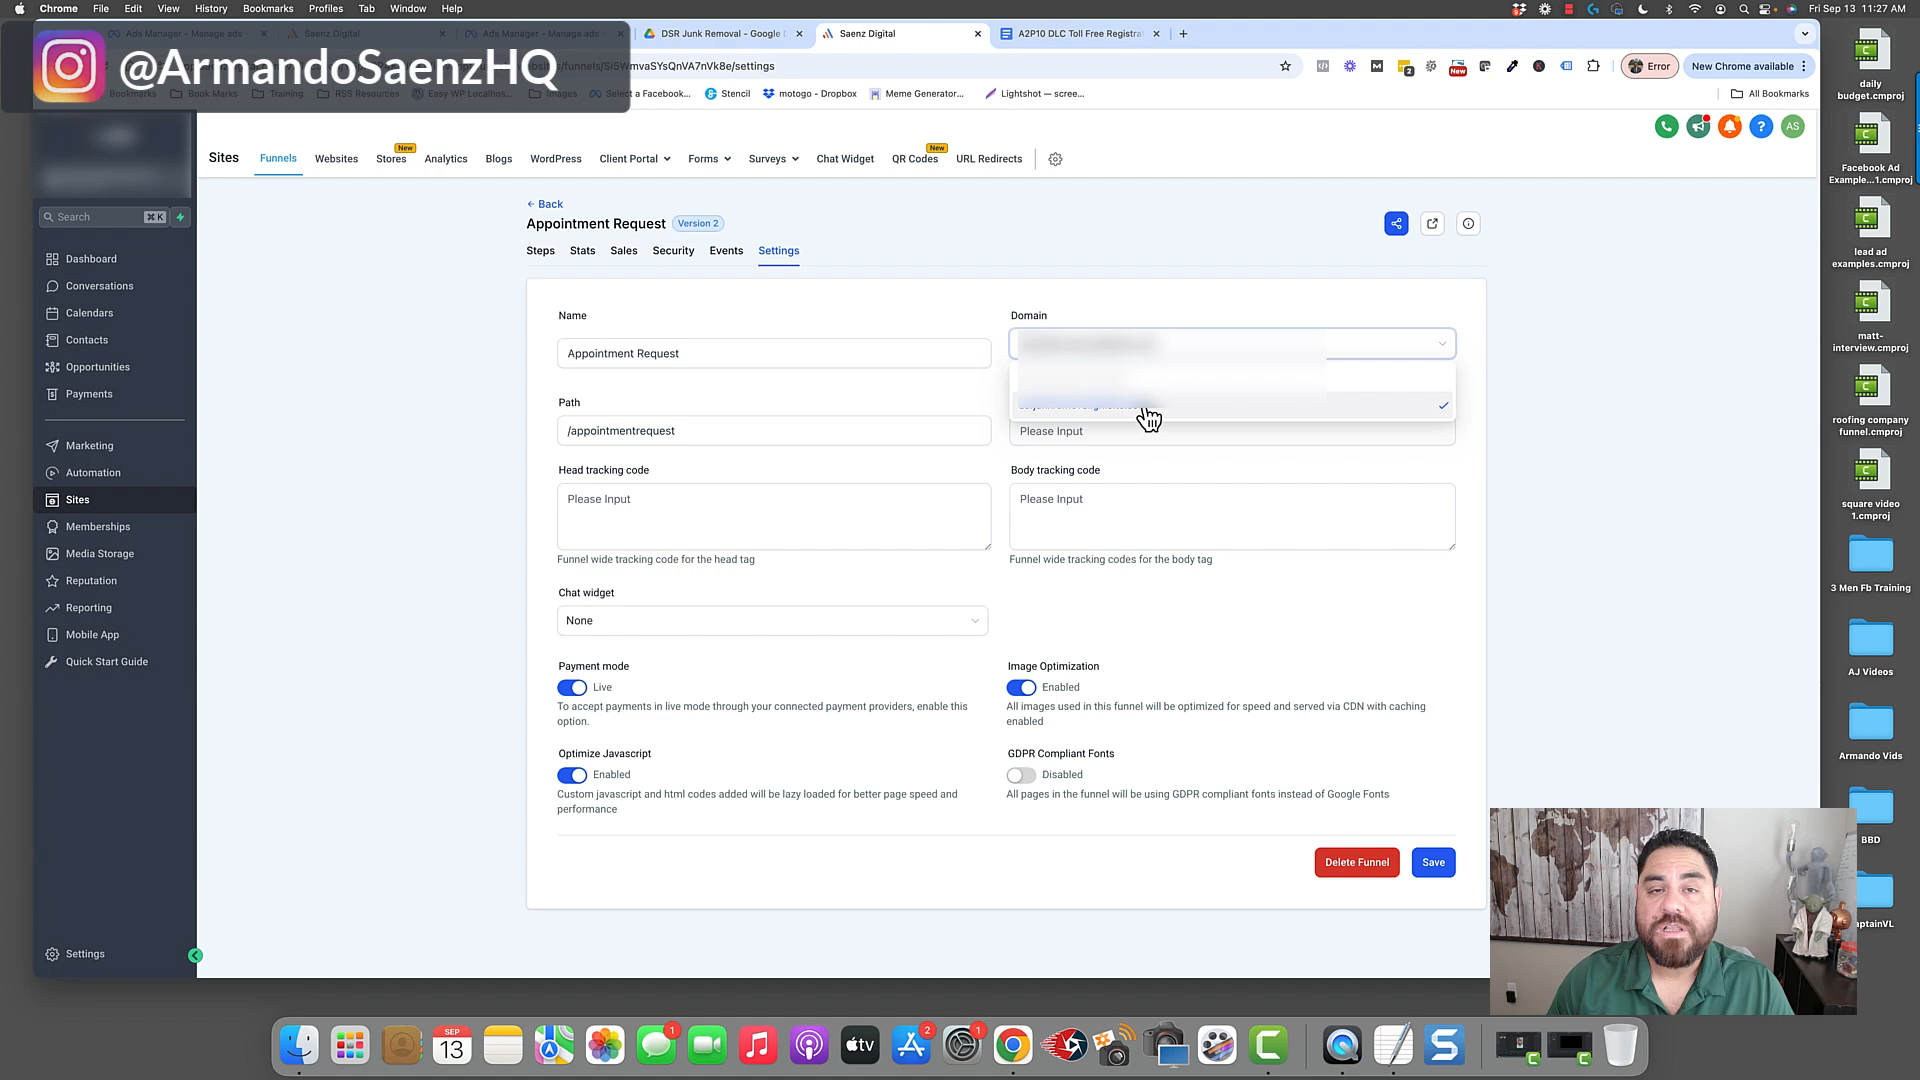 Chrome File Edit View History Bookmarks Profiles Tab Window Help
Fri Sep 13 11:27 AM
@ArmandoSaenzHQ
Ads Manager - Manage ads
Saenz Digital
Ads Manager - Manage ads
DSR Junk Removal - Google
Saenz Digital
A2P10 DLC Toll Free Registra
/funnels/Si5WmvaSYsQnVA7nVk8e/settings
2
New
Error
New Chrome available
Bookmarks
Book Marks
Training
RSS Resources
Easy WP Localhos...
Images
Select a Facebook...
Stencil
motogo - Dropbox
Meme Generator...
Lightshot — scree...
All Bookmarks
AS
Sites
Funnels
Websites
Stores
New
Analytics
Blogs
WordPress
Client Portal
Forms
Surveys
Chat Widget
QR Codes
New
URL Redirects
Search
⌘ K
Dashboard
Conversations
Calendars
Contacts
Opportunities
Payments
Marketing
Automation
Sites
Memberships
Media Storage
Reputation
Reporting
Mobile App
Quick Start Guide
Settings
Back
Appointment Request
Version 2
Steps
Stats
Sales
Security
Events
Settings
Name
Appointment Request
Domain
Path
/appointmentrequest
Please Input
Head tracking code
Please Input
Funnel wide tracking code for the head tag
Body tracking code
Please Input
Funnel wide tracking codes for the body tag
Chat widget
None
Payment mode
Live
To accept payments in live mode through your connected payment providers, enable this
option.
Image Optimization
Enabled
All images used in this funnel will be optimized for speed and served via CDN with caching
enabled
Optimize Javascript
Enabled
Custom javascript and html codes added will be lazy loaded for better page speed and
performance
GDPR Compliant Fonts
Disabled
All pages in the funnel will be using GDPR compliant fonts instead of Google Fonts
Delete Funnel
Save
daily
budget.cmproj
Facebook Ad
Example...1.cmproj
lead ad
examples.cmproj
matt-
interview.cmproj
roofing company
funnel.cmproj
square video
1.cmproj
3 Men Fb Training
AJ Videos
Armando Vids
BBD
aptainVL
SEP
13
1
tv
2
1